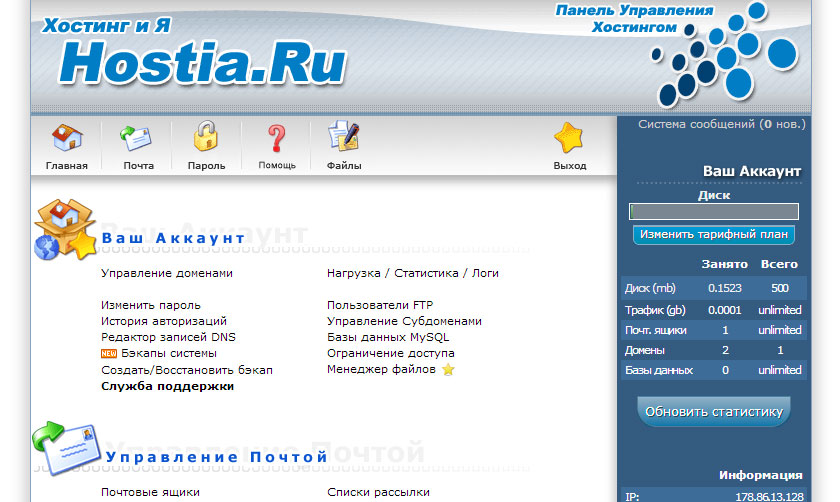 Хостинг и Я
Hostia.Ru
Панель Управления
Хостингом
Главная
Почта
Пароль
Помощь
Файлы
Выход
Система сообщений (0 нов.)
Ваш Аккаунт
Диск
Изменить тарифный план
Занято Всего
Диск (mb) 0.1523 500
Трафик (gb) 0.0001 unlimited
Почт. ящики 1 unlimited
Домены 2 1
Базы данных 0 unlimited
Обновить статистику
Информация
IP: 178.86.13.128
Ваш Аккаунт
Ваш Аккаунт
Управление доменами
Нагрузка / Статистика / Логи
Изменить пароль
Пользователи FTP
История авторизаций
Управление Субдоменами
Редактор записей DNS
Базы данных MySQL
NEW Бэкапы системы
Ограничение доступа
Создать/Восстановить бэкап
Менеджер файлов
Служба поддержки
Управление Почтой
Управление Почтой
Почтовые ящики
Списки рассылки